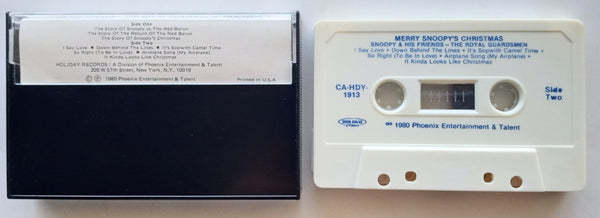 Side One
The Story Of Snoopy vs The Red Baron
The Story Of The Return Of The Red Baron
The Story Of Snoopy's Christmas
Side Two
I Say Love • Down Behind The Lines • It's Sopwith Camel Time
So Right (To Be In Love) • Airplane Song (My Airplane)
It Kinda Looks Like Christmas
HOLIDAY RECORDS / A Division of Phoenix Entertainment & Talent
300 W 57th Street, New York, N.Y. 10019
℗ 1980 Phoenix Entertainment & Talent
Printed in U.S.A.
MERRY SNOOPY'S CHRISTMAS
SNOOPY & HIS FRIENDS — THE ROYAL GUARDSMEN
I Say Love • Down Behind The Lines • It's Sopwith Camel Time •
So Right (To Be In Love) • Airplane Song (My Airplane) •
It Kinda Looks Like Christmas
CA-HDY-
1913
Side
Two
HOLIDAY
℗ 1980 Phoenix Entertainment & Talent